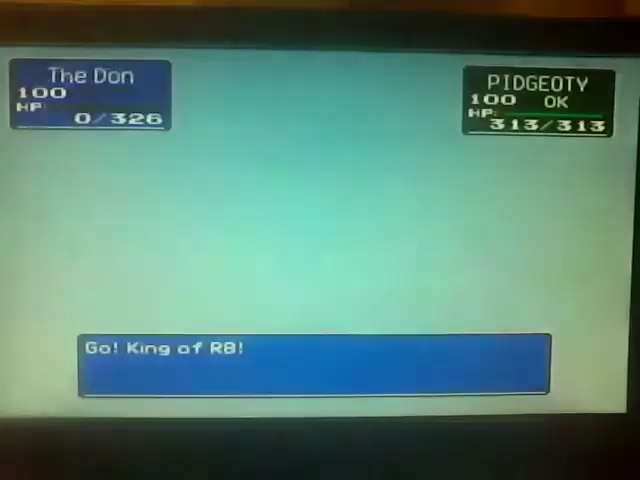 The Don
100
HP:
0/326
PIDGEOTY
100 OK
HP:
313/313
Go! King of RB!